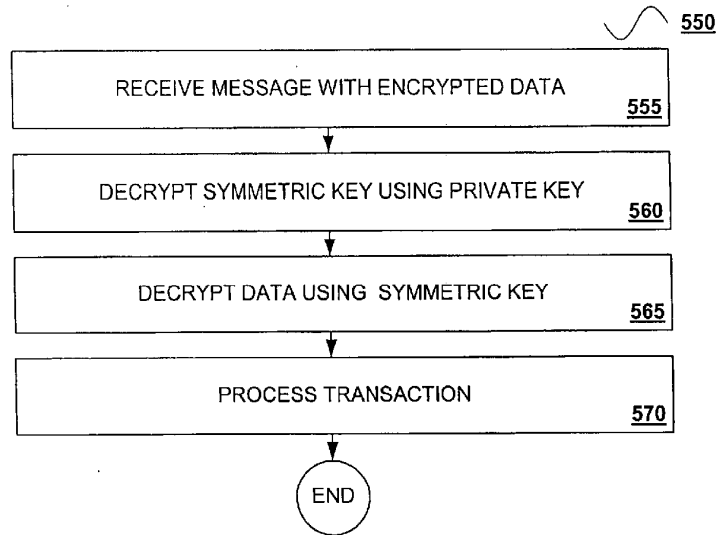 550
RECEIVE MESSAGE WITH ENCRYPTED DATA
555
DECRYPT SYMMETRIC KEY USING PRIVATE KEY
560
DECRYPT DATA USING SYMMETRIC KEY
565
PROCESS TRANSACTION
570
END